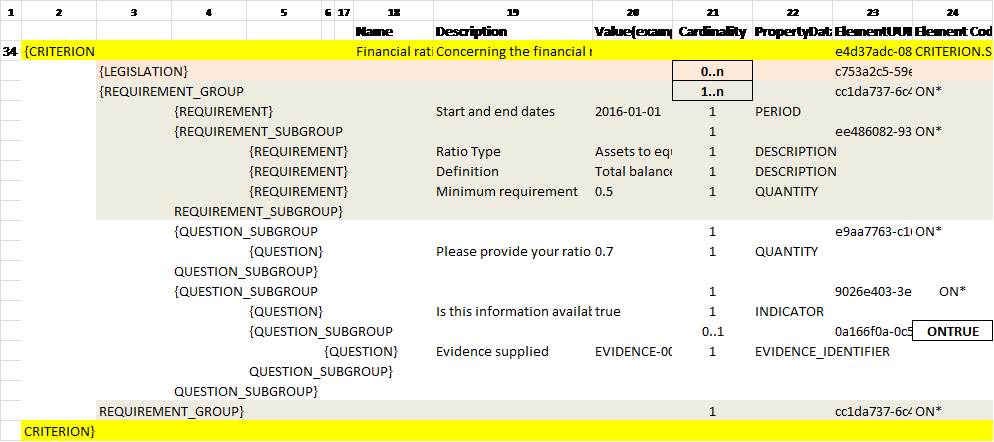 1 2 3 4 5 6 17 18 19 20 21 22 23 24
Name Description Value(examp Cardinality PropertyDat ElementUUI Element Cod
34 {CRITERION Financial rati Concerning the financial r e4d37adc-08 CRITERION.S
{LEGISLATION} 0..n c753a2c5-59e
{REQUIREMENT_GROUP 1..n cc1da737-6c4 ON*
{REQUIREMENT} Start and end dates 2016-01-01 1 PERIOD
{REQUIREMENT_SUBGROUP 1 ee486082-93 ON*
{REQUIREMENT} Ratio Type Assets to equ 1 DESCRIPTION
{REQUIREMENT} Definition Total balance 1 DESCRIPTION
{REQUIREMENT} Minimum requirement 0.5 1 QUANTITY
REQUIREMENT_SUBGROUP}
{QUESTION_SUBGROUP 1 e9aa7763-c1 ON*
{QUESTION} Please provide your ratio 0.7 1 QUANTITY
QUESTION_SUBGROUP}
{QUESTION_SUBGROUP 1 9026e403-3e ON*
{QUESTION} Is this information availab true 1 INDICATOR
{QUESTION_SUBGROUP 0..1 0a166f0a-0c5 ONTRUE
{QUESTION} Evidence supplied EVIDENCE-00 1 EVIDENCE_IDENTIFIER
QUESTION_SUBGROUP}
QUESTION_SUBGROUP}
REQUIREMENT_GROUP} 1 cc1da737-6c4 ON*
CRITERION}